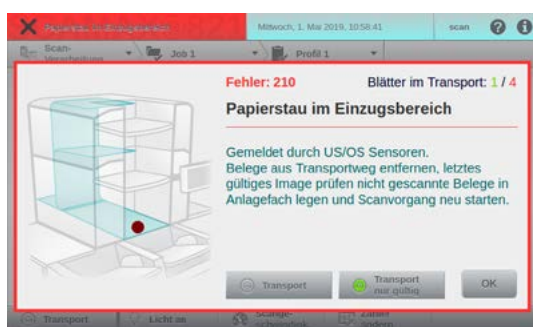 Papierstau im Einzugsbereich
Mittwoch, 1. Mai 2019, 10:58:41
scan
Scan-
Verarbeitung
Job 1
Profil 1
Fehler: 210
Blätter im Transport: 1 / 4
Papierstau im Einzugsbereich
Gemeldet durch US/OS Sensoren.
Belege aus Transportweg entfernen, letztes
gültiges Image prüfen nicht gescannte Belege in
Anlagefach legen und Scanvorgang neu starten.
Transport
Transport
nur gültig
OK
Transport
Licht an
Zähler
ändern